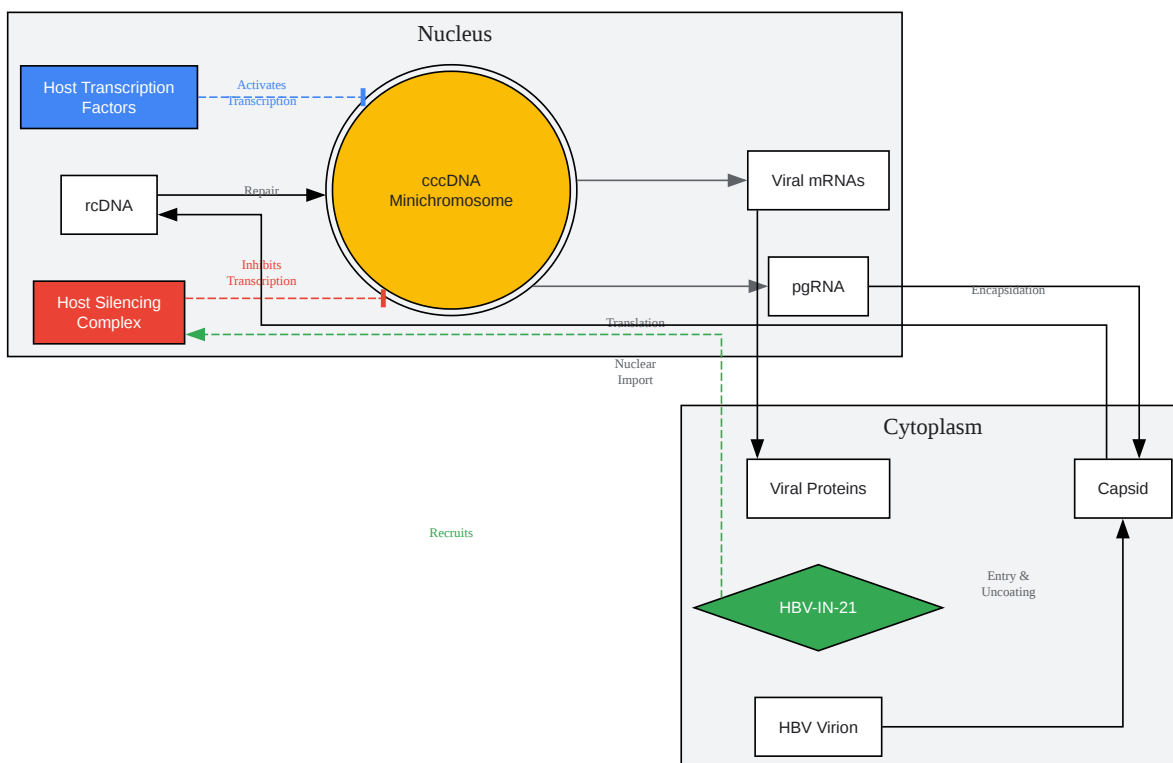 Nucleus
Host Transcription
Factors
Activates
Transcription
cccDNA
Minichromosome
Viral mRNAs
rcDNA
Repair
Inhibits
Transcription
Host Silencing
Complex
pgRNA
Encapsidation
Translation
Nuclear
Import
Cytoplasm
Viral Proteins
Capsid
Recruits
HBV-IN-21
Entry &
Uncoating
HBV Virion